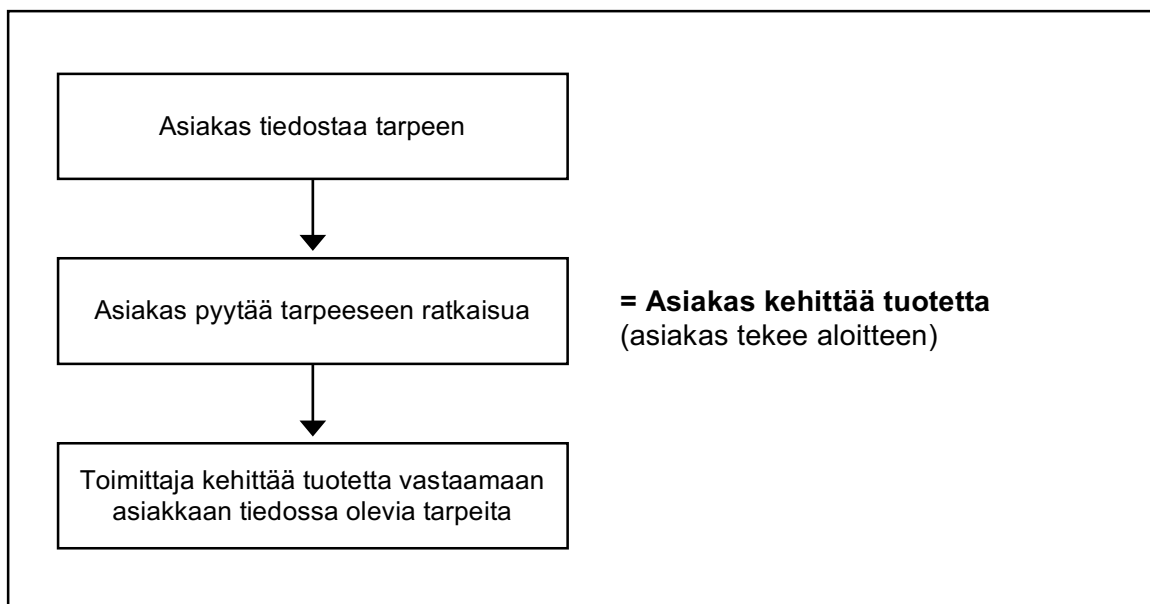 Asiakas tiedostaa tarpeen
Asiakas pyytää tarpeeseen ratkaisua
= Asiakas kehittää tuotetta
(asiakas tekee aloitteen)
Toimittaja kehittää tuotetta vastaamaan
asiakkaan tiedossa olevia tarpeita